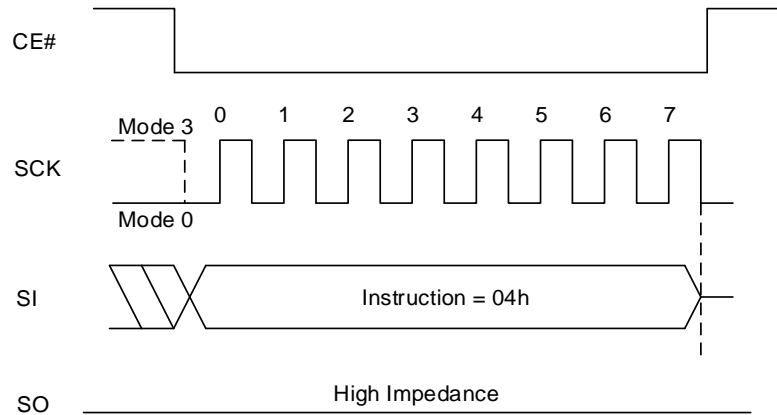 CE#
0 1 2 3 4 5 6 7
Mode 3
SCK
Mode 0
SI
Instruction = 04h
High Impedance
SO